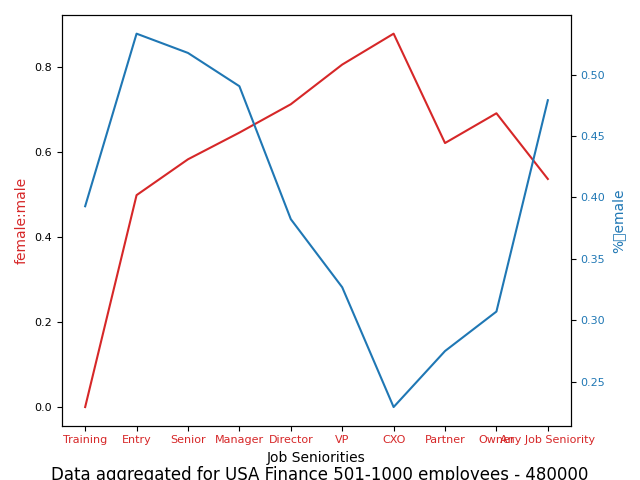 0.8
0.6
0.4
0.2
0.0
female:male
0.50
0.45
0.40
0.35
0.30
0.25
Training Entry Senior Manager Director VP CXO Partner Owner Any Job Seniority
Job Seniorities
Data aggregated for USA Finance 501-1000 employees - 480000